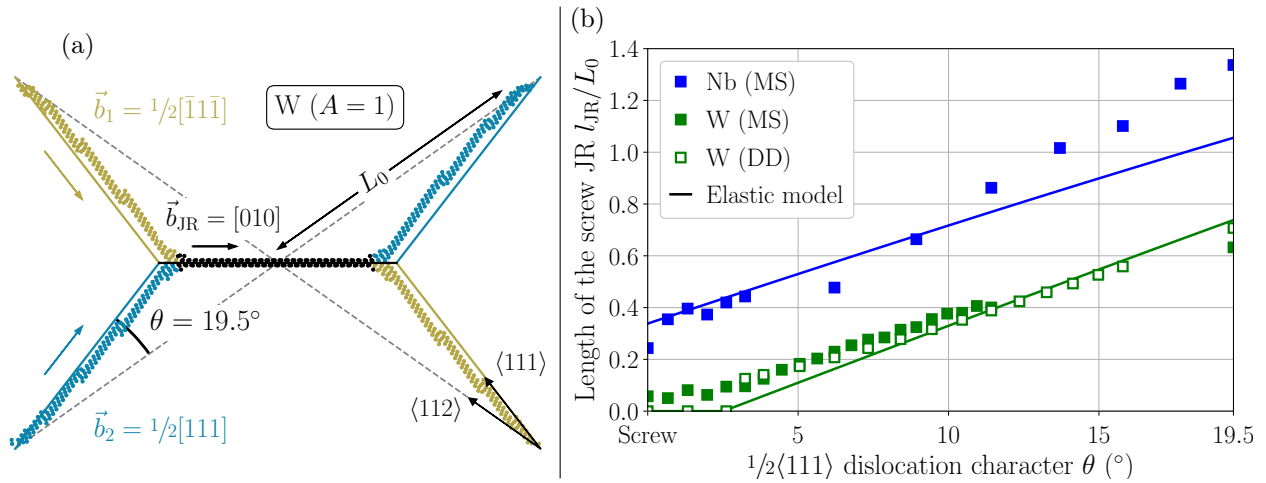 (a)
b⃗₁ = 1/2[1̄11̄]
W (A = 1)
L₀
b⃗_JR = [010]
θ = 19.5°
⟨111⟩
⟨112⟩
b⃗₂ = 1/2[111]
(b)
Length of the screw JR l_JR/L₀
1.4
1.2
1.0
0.8
0.6
0.4
0.2
0.0
Nb (MS)
W (MS)
W (DD)
Elastic model
Screw 5 10 15 19.5
1/2⟨111⟩ dislocation character θ (°)